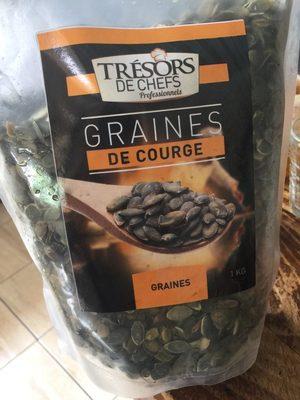 TRÉSORS
DE CHEFS
Professionnels
GRAINES
DE COURGE
GRAINES
1 KG